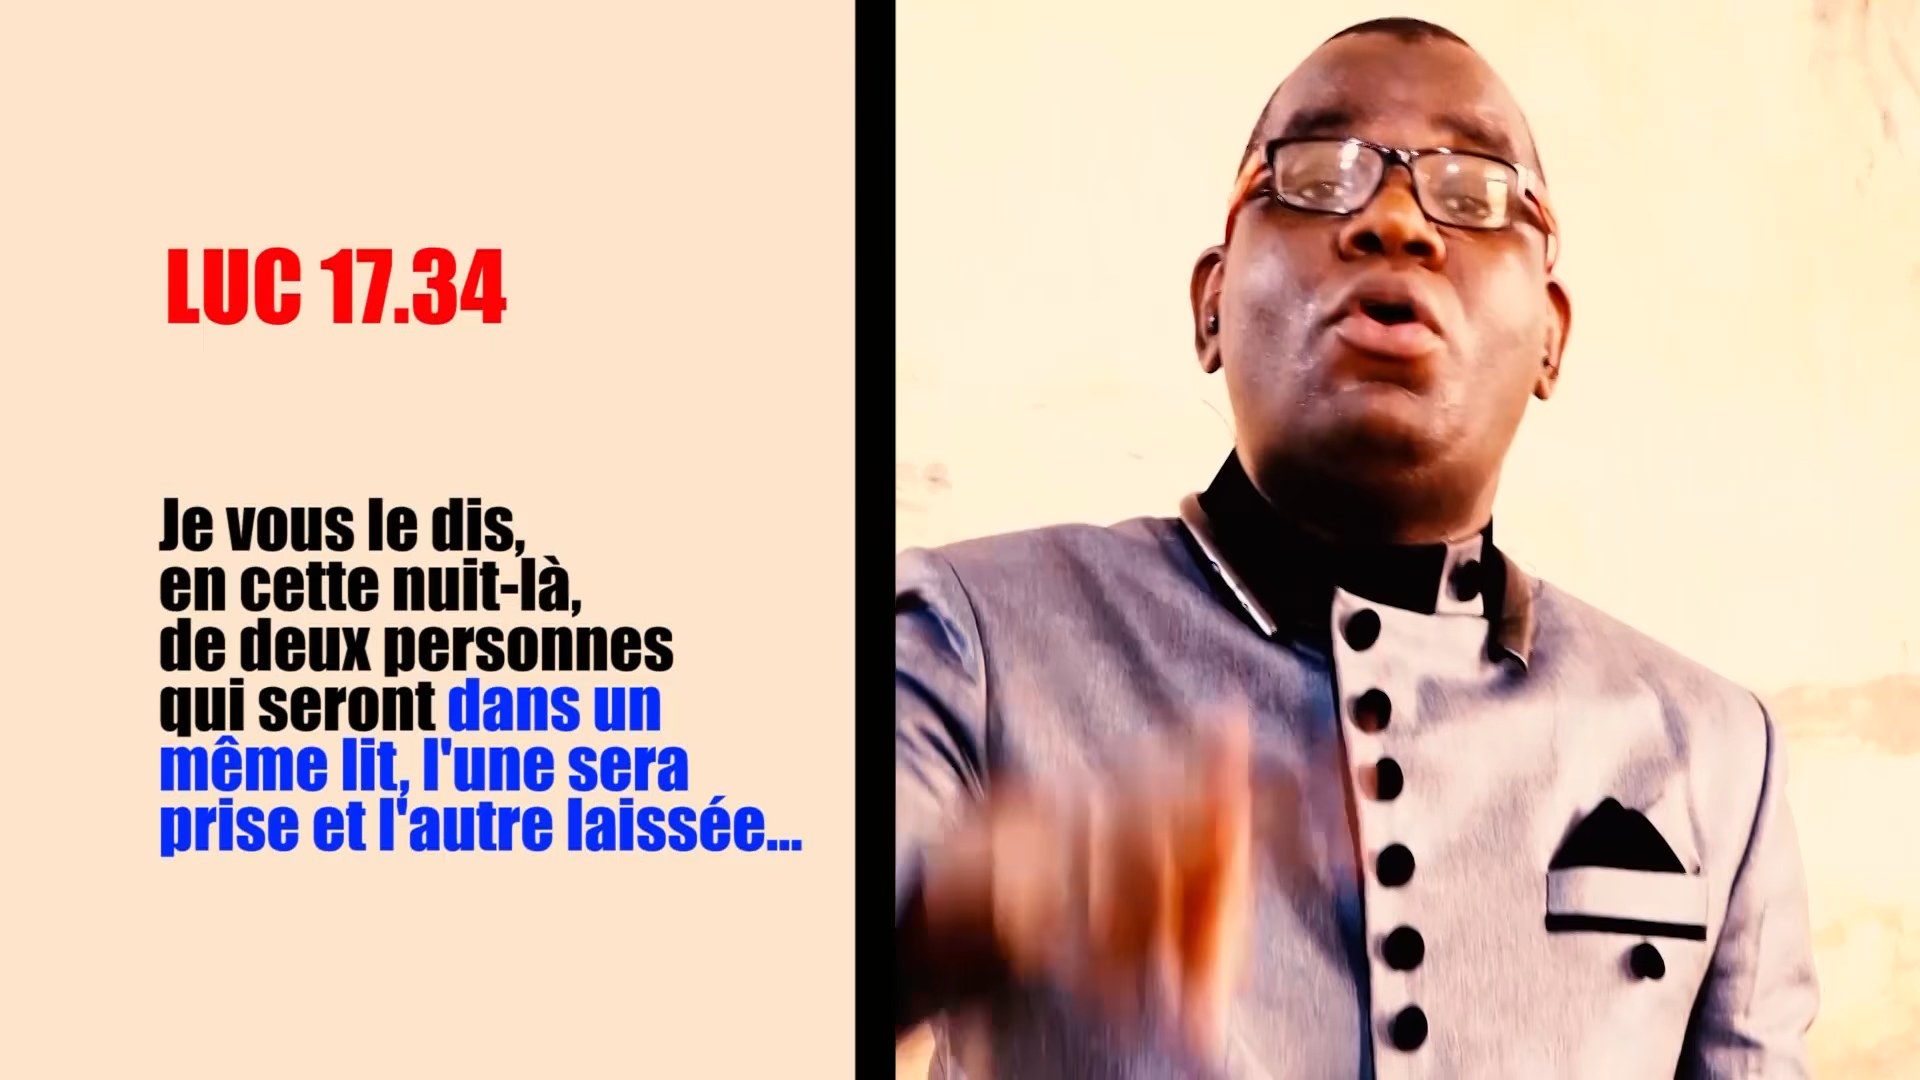 LUC 17.34
Je vous le dis,
en cette nuit-là,
de deux personnes
qui seront dans un
même lit, l'une sera
prise et l'autre laissée...